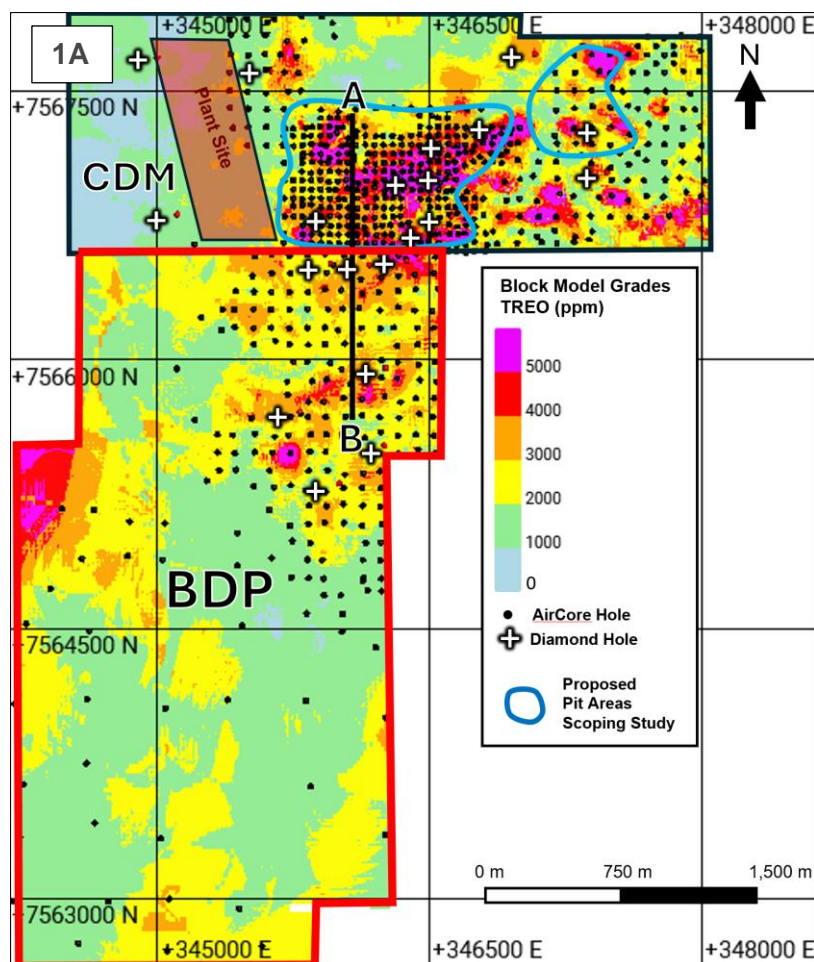 1A
+345000 E
+346500 E
+348000 E
N
+7567500 N
Plant Site
A
CDM
Block Model Grades
TREO (ppm)
5000
4000
3000
2000
1000
0
AirCore Hole
Diamond Hole
Proposed
Pit Areas
Scoping Study
+7566000 N
B
BDP
+7564500 N
0 m
750 m
1,500 m
+7563000 N
+345000 E
+346500 E
+348000 E